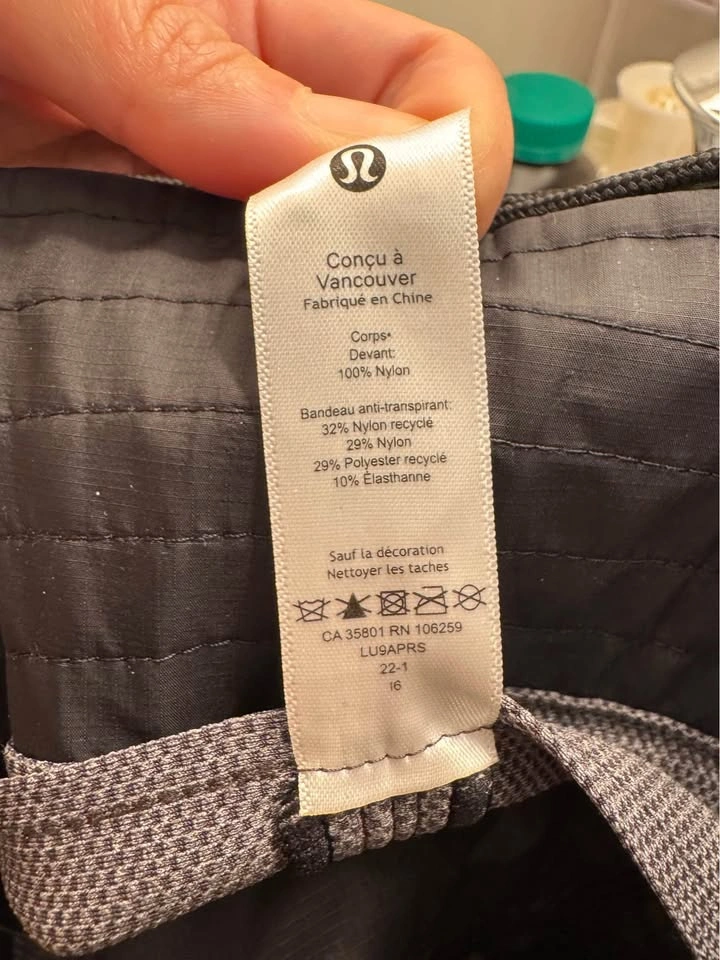 Conçu à
Vancouver
Fabriqué en Chine
Corps•
Devant:
100% Nylon
Bandeau anti-transpirant:
32% Nylon recyclé
29% Nylon
29% Polyester recyclé
10% Élasthanne
Sauf la décoration
Nettoyer les taches
CA 35801 RN 106259
LU9APRS
22-1
16